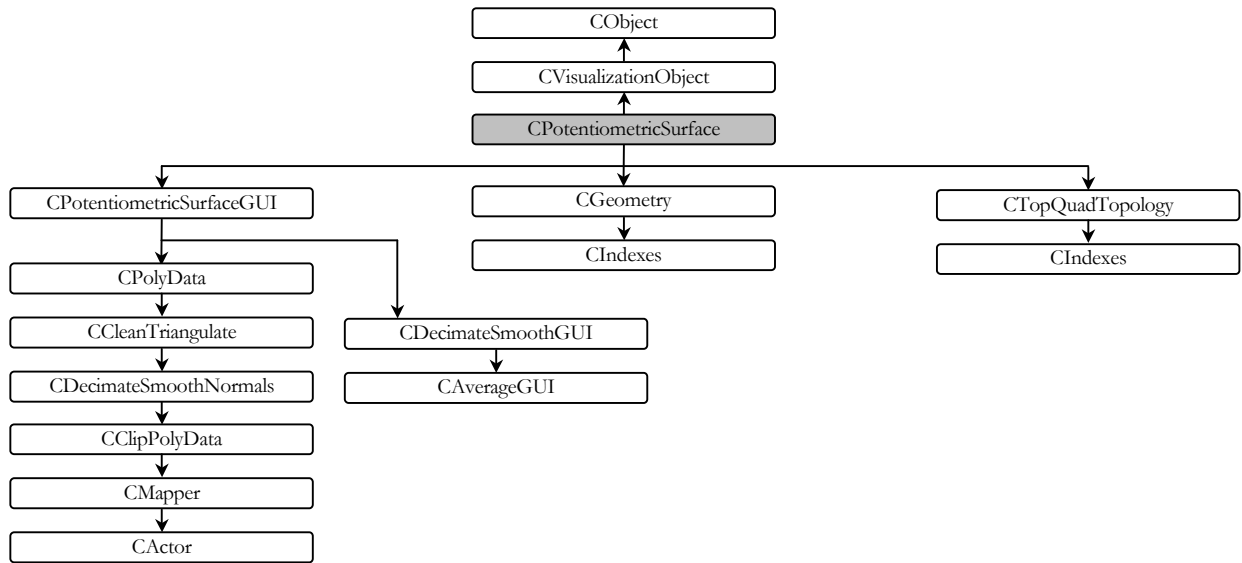 CObject
CVisualizationObject
CPotentiometricSurface
CPotentiometricSurfaceGUI
CGeometry
CTopQuadTopology
CIndexes
CIndexes
CPolyData
CCleanTriangulate
CDecimateSmoothGUI
CDecimateSmoothNormals
CAverageGUI
CClipPolyData
CMapper
CActor